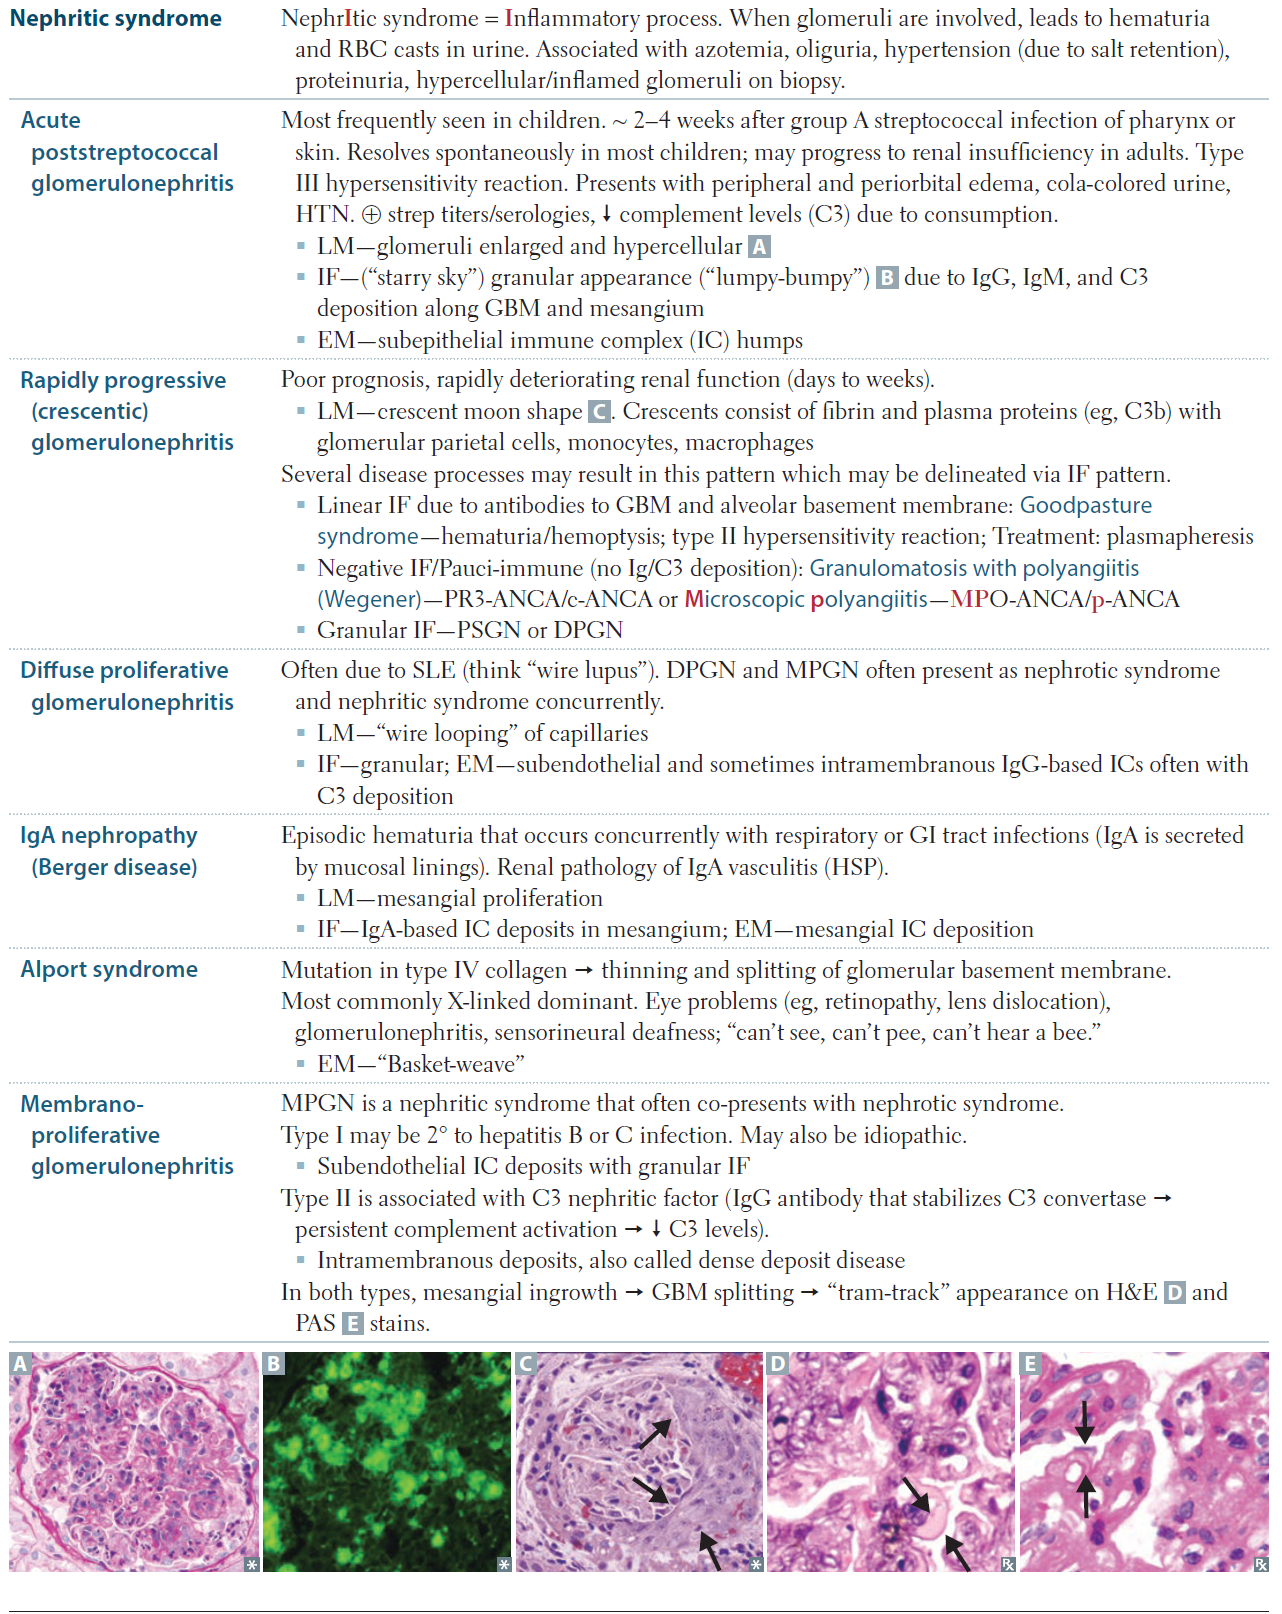 Nephritic syndrome
NephrItic syndrome = Inflammatory process. When glomeruli are involved, leads to hematuria
and RBC casts in urine. Associated with azotemia, oliguria, hypertension (due to salt retention),
proteinuria, hypercellular/inflamed glomeruli on biopsy.
Acute
poststreptococcal
glomerulonephritis
Most frequently seen in children. ~ 2–4 weeks after group A streptococcal infection of pharynx or
skin. Resolves spontaneously in most children; may progress to renal insufficiency in adults. Type
III hypersensitivity reaction. Presents with peripheral and periorbital edema, cola-colored urine,
HTN. ⊕ strep titers/serologies, ↓ complement levels (C3) due to consumption.
▪ LM—glomeruli enlarged and hypercellular A
▪ IF—(“starry sky”) granular appearance (“lumpy-bumpy”) B due to IgG, IgM, and C3
deposition along GBM and mesangium
▪ EM—subepithelial immune complex (IC) humps
Rapidly progressive
(crescentic)
glomerulonephritis
Poor prognosis, rapidly deteriorating renal function (days to weeks).
▪ LM—crescent moon shape C. Crescents consist of fibrin and plasma proteins (eg, C3b) with
glomerular parietal cells, monocytes, macrophages
Several disease processes may result in this pattern which may be delineated via IF pattern.
▪ Linear IF due to antibodies to GBM and alveolar basement membrane: Goodpasture
syndrome—hematuria/hemoptysis; type II hypersensitivity reaction; Treatment: plasmapheresis
▪ Negative IF/Pauci-immune (no Ig/C3 deposition): Granulomatosis with polyangiitis
(Wegener)—PR3-ANCA/c-ANCA or Microscopic polyangiitis—MPO-ANCA/p-ANCA
▪ Granular IF—PSGN or DPGN
Diffuse proliferative
glomerulonephritis
Often due to SLE (think “wire lupus”). DPGN and MPGN often present as nephrotic syndrome
and nephritic syndrome concurrently.
▪ LM—“wire looping” of capillaries
▪ IF—granular; EM—subendothelial and sometimes intramembranous IgG-based ICs often with
C3 deposition
IgA nephropathy
(Berger disease)
Episodic hematuria that occurs concurrently with respiratory or GI tract infections (IgA is secreted
by mucosal linings). Renal pathology of IgA vasculitis (HSP).
▪ LM—mesangial proliferation
▪ IF—IgA-based IC deposits in mesangium; EM—mesangial IC deposition
Alport syndrome
Mutation in type IV collagen → thinning and splitting of glomerular basement membrane.
Most commonly X-linked dominant. Eye problems (eg, retinopathy, lens dislocation),
glomerulonephritis, sensorineural deafness; “can’t see, can’t pee, can’t hear a bee.”
▪ EM—“Basket-weave”
Membrano-
proliferative
glomerulonephritis
MPGN is a nephritic syndrome that often co-presents with nephrotic syndrome.
Type I may be 2° to hepatitis B or C infection. May also be idiopathic.
▪ Subendothelial IC deposits with granular IF
Type II is associated with C3 nephritic factor (IgG antibody that stabilizes C3 convertase →
persistent complement activation → ↓ C3 levels).
▪ Intramembranous deposits, also called dense deposit disease
In both types, mesangial ingrowth → GBM splitting → “tram-track” appearance on H&E D and
PAS E stains.
A B C D E
* * * ℞ ℞